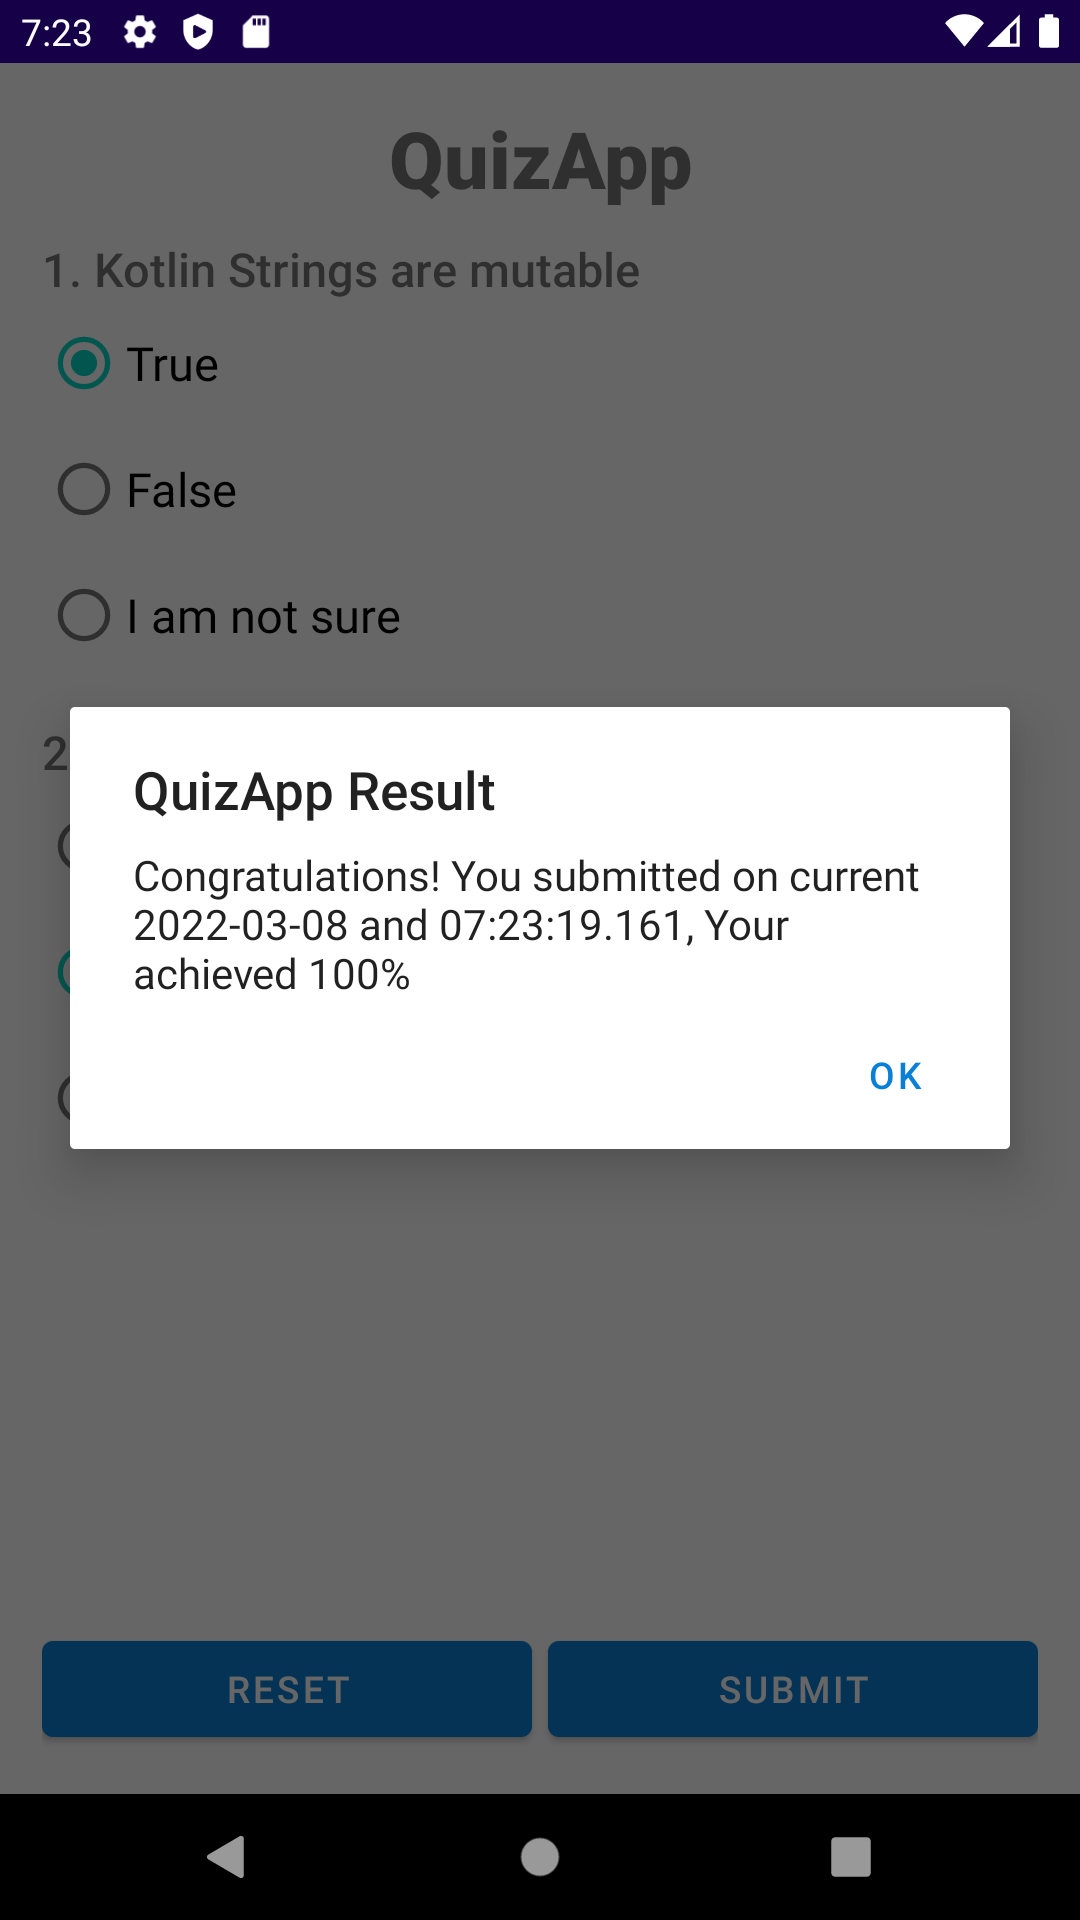 7:23
QuizApp
1. Kotlin Strings are mutable
True
False
I am not sure
2
QuizApp Result
Congratulations! You submitted on current
2022-03-08 and 07:23:19.161, Your
achieved 100%
OK
RESET
SUBMIT